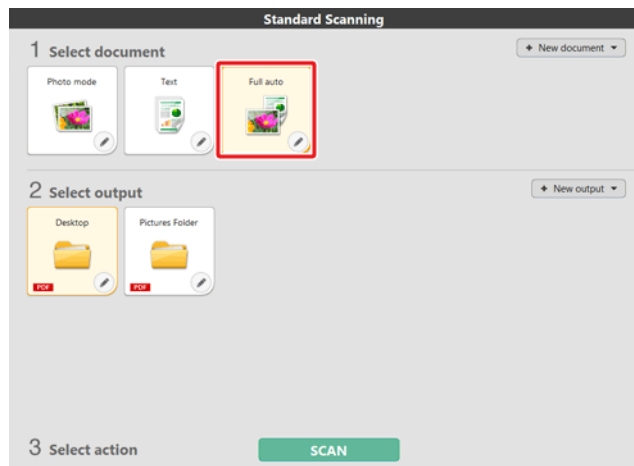 Standard Scanning
1 Select document
+ New document
Photo mode
Text
Full auto
2 Select output
+ New output
Desktop
Pictures Folder
PDF
PDF
3 Select action
SCAN